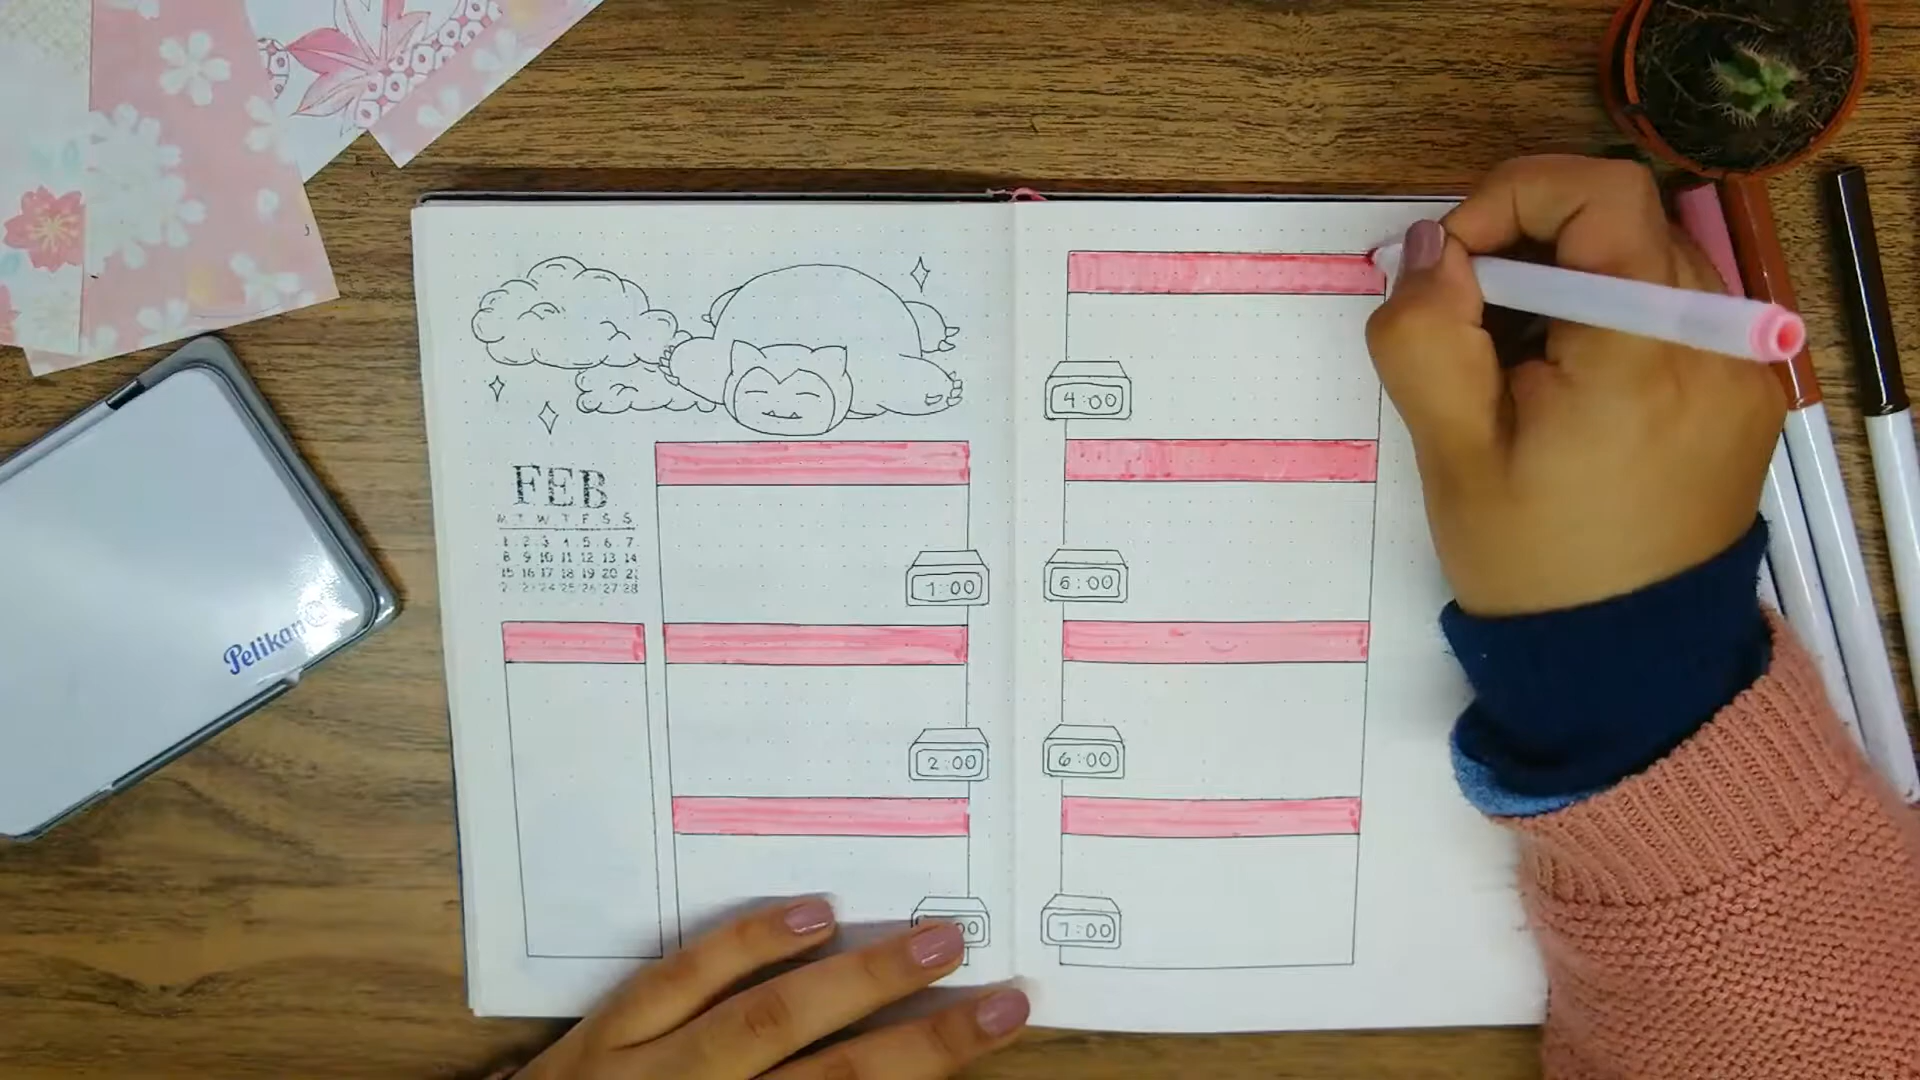 FEB
M T W T F S S
1 2 3 4 5 6 7
8 9 10 11 12 13 14
15 16 17 18 19 20 21
23 24 25 26 27 28
1:00
2:00
4:00
6:00
6:00
7:00
Pelikan